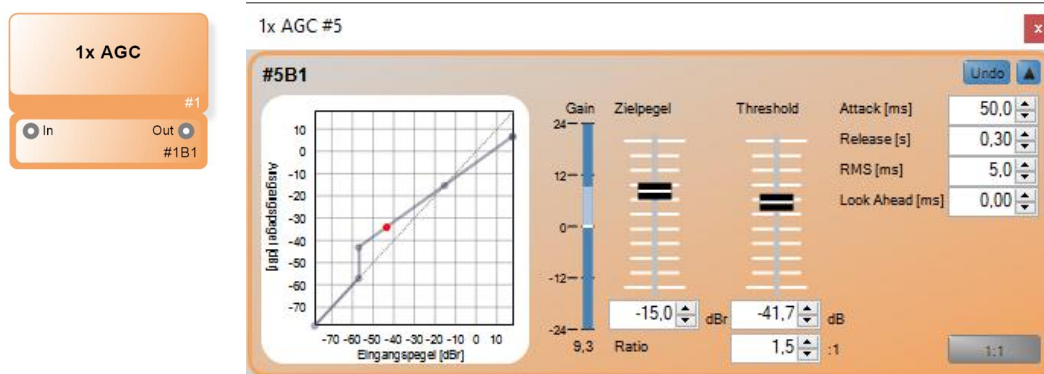 1x AGC
#1
In Out
#1B1
1x AGC #5
x
#5B1
Undo
Gain Zielpegel Threshold
Attack [ms] 50,0
Release [s] 0,30
RMS [ms] 5,0
Look Ahead [ms] 0,00
Ausgangspegel [dBr]
10
0
-10
-20
-30
-40
-50
-60
-70
-70 -60 -50 -40 -30 -20 -10 0 10
Eingangspegel [dBr]
24
12
0
-12
-24
9,3
-15,0 dBr -41,7 dB
Ratio 1,5 :1
1:1